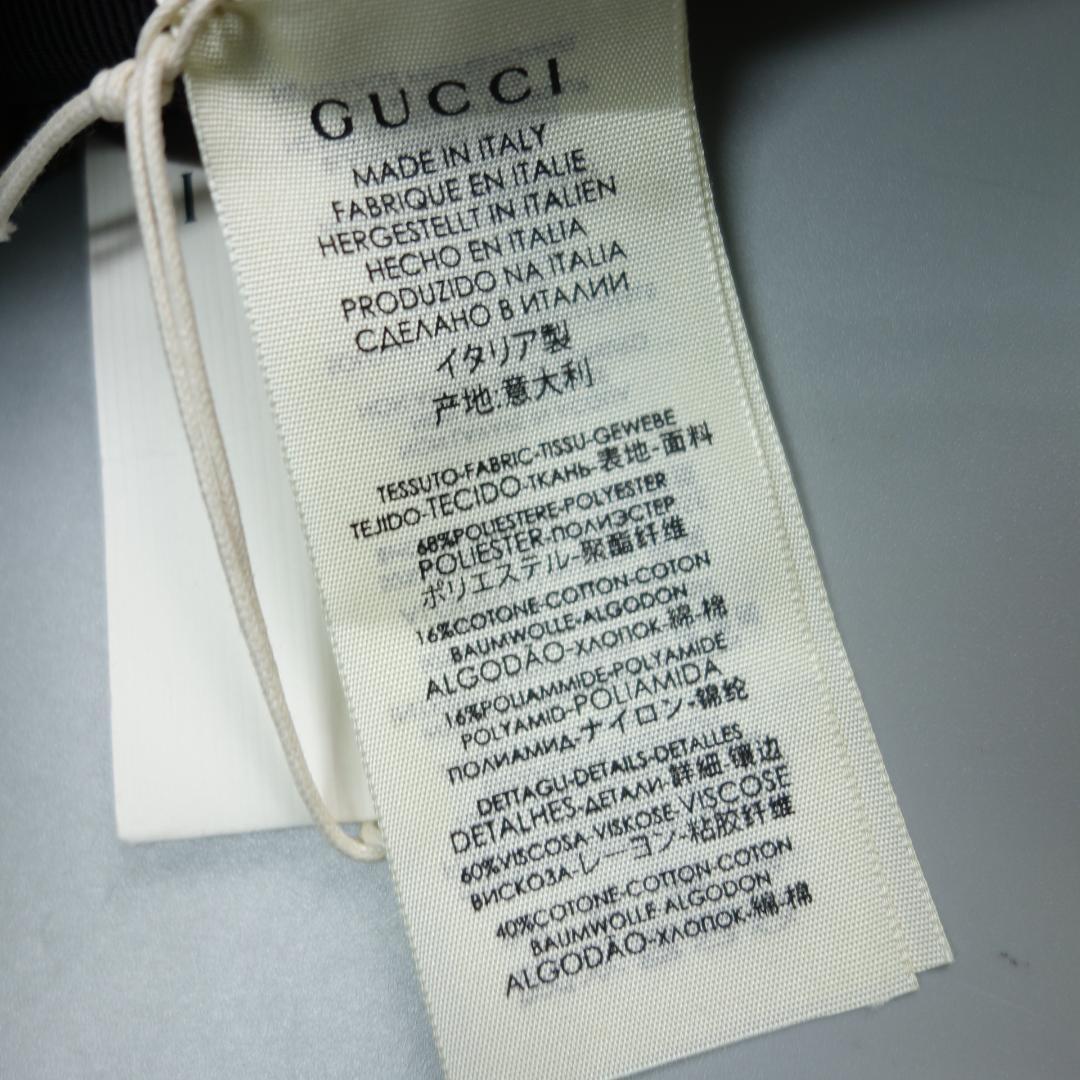 GUCCI
MADE IN ITALY
FABRIQUE EN ITALIE
HERGESTELLT IN ITALIEN
HECHO EN ITALIA
PRODUZIDO NA ITALIA
СДЕЛАНО В ИТАЛИИ
イタリア製
产地:意大利
TESSUTO-FABRIC-TISSU-GEWEBE
TEJIDO-TECIDO-ТКАНЬ-表地-面料
68%POLIESTERE-POLYESTER
POLIESTER-ПОЛИЭСТЕР
ポリエステル-聚酯纤维
16%COTONE-COTTON-COTON
BAUMWOLLE-ALGODON
ALGODÃO-ХЛОПОК-綿-棉
16%POLIAMMIDE-POLYAMIDE
POLYAMID-POLIAMIDA
ПОЛИАМИД-ナイロン-锦纶
DETTAGLI-DETAILS-DETALLES
DETALHES-ДЕТАЛИ-詳細-镶边
60%VISCOSA-VISKOSE-VISCOSE
ВИСКОЗА-レーヨン-粘胶纤维
40%COTONE-COTTON-COTON
BAUMWOLLE ALGODON
ALGODÃO-ХЛОПОК-綿-棉